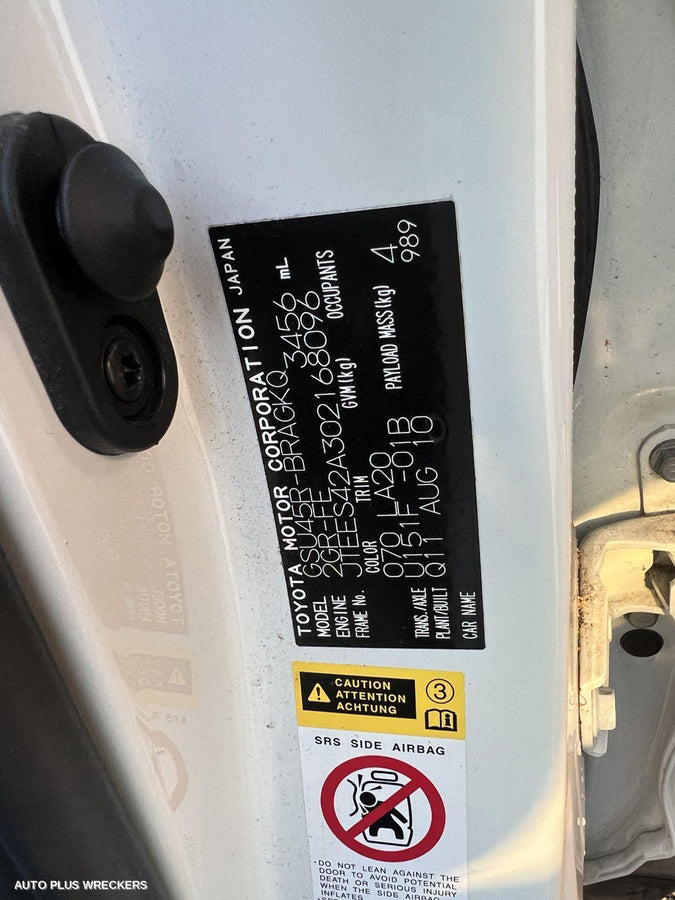 TOYOTA MOTOR CORPORATION JAPAN
MODEL GSU45R-BRAGKQ
ENGINE 2GR-FE 3456 mL
FRAME No. JTEES42A302168096
COLOR TRIM GVM(kg) OCCUPANTS
070 LA20 4
TRANS./AXLE U151F -01B PAYLOAD MASS(kg) 989
PLANT/BUILT Q11 AUG 10
CAR NAME
CAUTION
ATTENTION
ACHTUNG
3
SRS SIDE AIRBAG
·DO NOT LEAN AGAINST THE
DOOR TO AVOID POTENTIAL
DEATH OR SERIOUS INJURY
WHEN THE SIDE AIRBAG
INFLATES.
AUTO PLUS WRECKERS